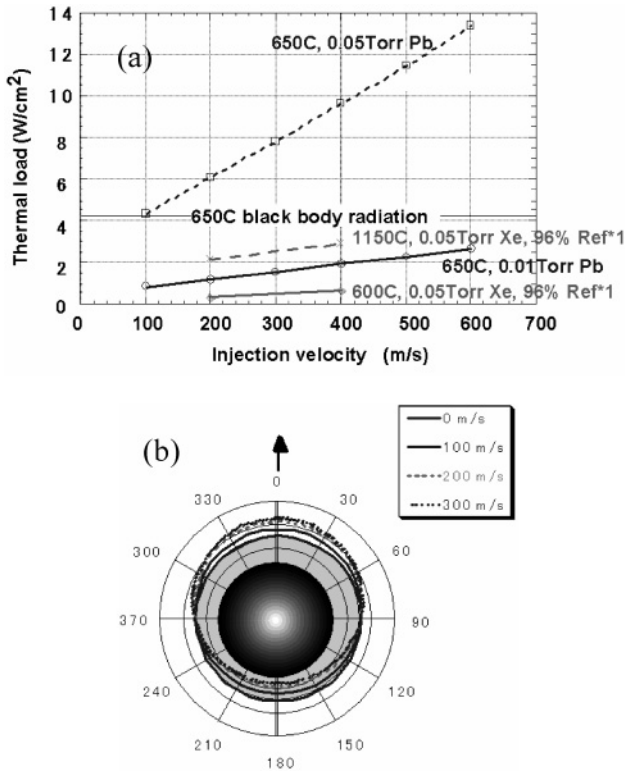 14
(a)
650C, 0.05Torr Pb
12
10
8
6
4
2
0
Thermal load (W/cm²)
650C black body radiation
1150C, 0.05Torr Xe, 96% Ref*1
650C, 0.01Torr Pb
600C, 0.05Torr Xe, 96% Ref*1
100 200 300 400 500 600 700
Injection velocity (m/s)
(b)
0 m/s
100 m/s
200 m/s
300 m/s
0
330 30
300 60
370 90
240 120
210 150
180